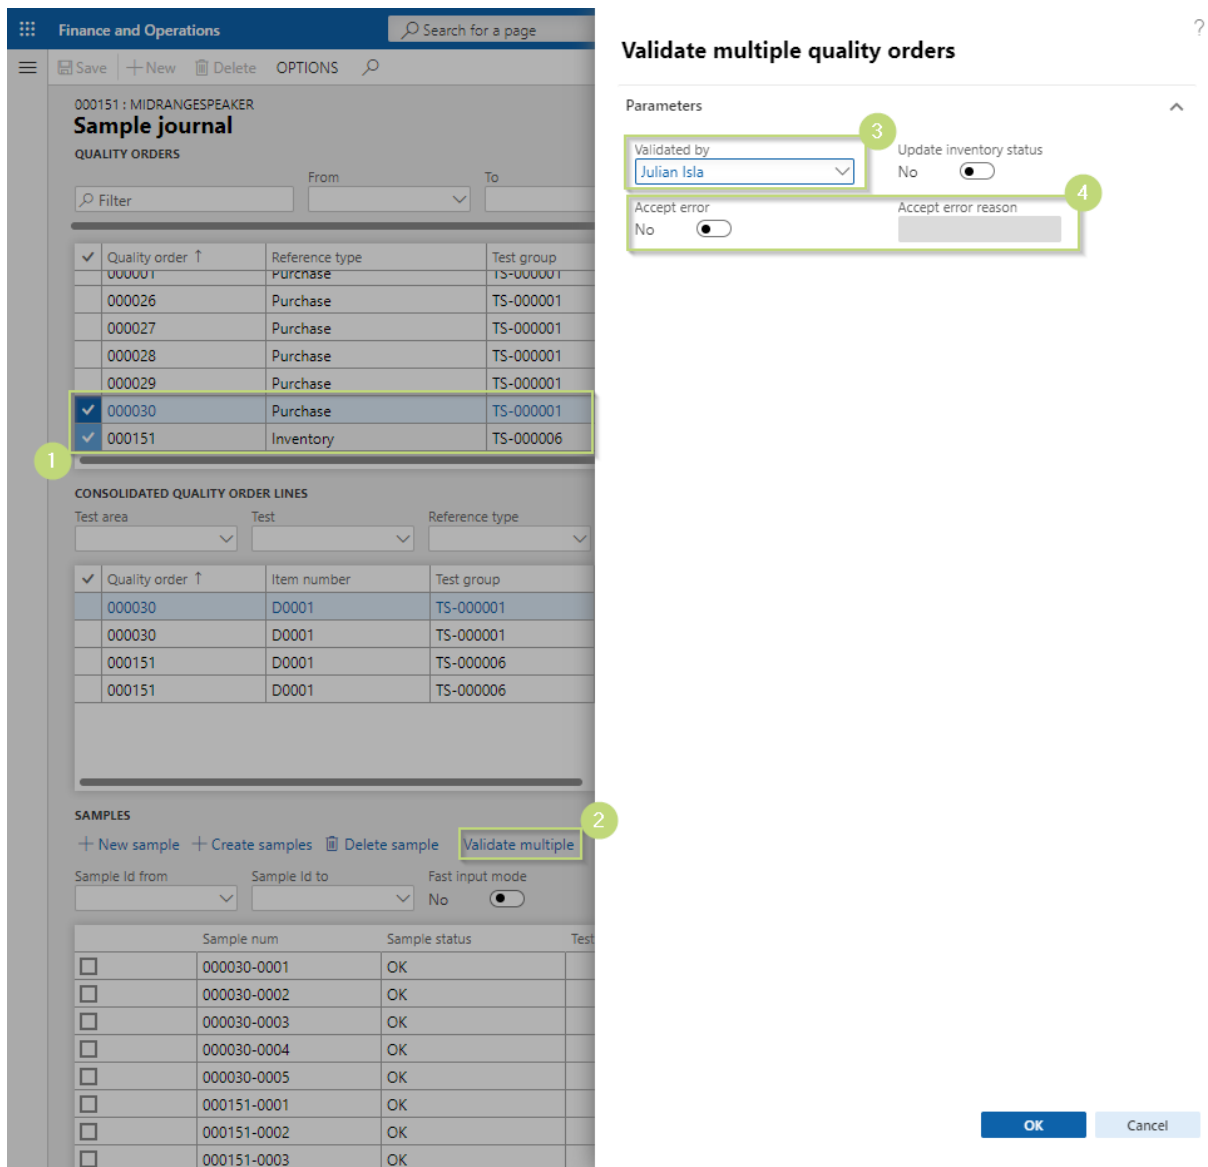 Finance and Operations
Search for a page
Save New Delete OPTIONS
000151 : MIDRANGESPEAKER
Sample journal
QUALITY ORDERS
From To
Filter
Quality order ↑ Reference type Test group
000001 Purchase TS-000001
000026 Purchase TS-000001
000027 Purchase TS-000001
000028 Purchase TS-000001
000029 Purchase TS-000001
000030 Purchase TS-000001
000151 Inventory TS-000006
1
CONSOLIDATED QUALITY ORDER LINES
Test area Test Reference type
Quality order ↑ Item number Test group
000030 D0001 TS-000001
000030 D0001 TS-000001
000151 D0001 TS-000006
000151 D0001 TS-000006
SAMPLES
2
New sample Create samples Delete sample Validate multiple
Sample Id from Sample Id to Fast input mode
No
Sample num Sample status Test
000030-0001 OK
000030-0002 OK
000030-0003 OK
000030-0004 OK
000030-0005 OK
000151-0001 OK
000151-0002 OK
000151-0003 OK
?
Validate multiple quality orders
Parameters
3
Validated by Update inventory status
Julian Isla No
4
Accept error Accept error reason
No
OK Cancel